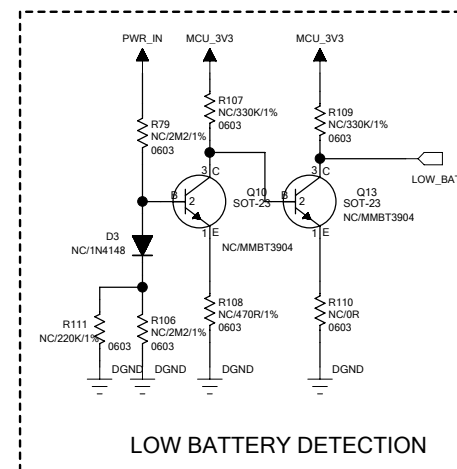 PWR_IN
MCU_3V3
MCU_3V3
R107
NC/330K/1%
0603
R109
NC/330K/1%
0603
R79
NC/2M2/1%
0603
3
C
B
2
Q10
SOT-23
1
E
NC/MMBT3904
3
C
B
2
Q13
SOT-23
NC/MMBT3904
1
E
LOW_BAT
D3
NC/1N4148
R108
NC/470R/1%
0603
R110
NC/0R
0603
R111
NC/220K/1%
0603
R106
NC/2M2/1%
0603
DGND
DGND
DGND
DGND
LOW BATTERY DETECTION